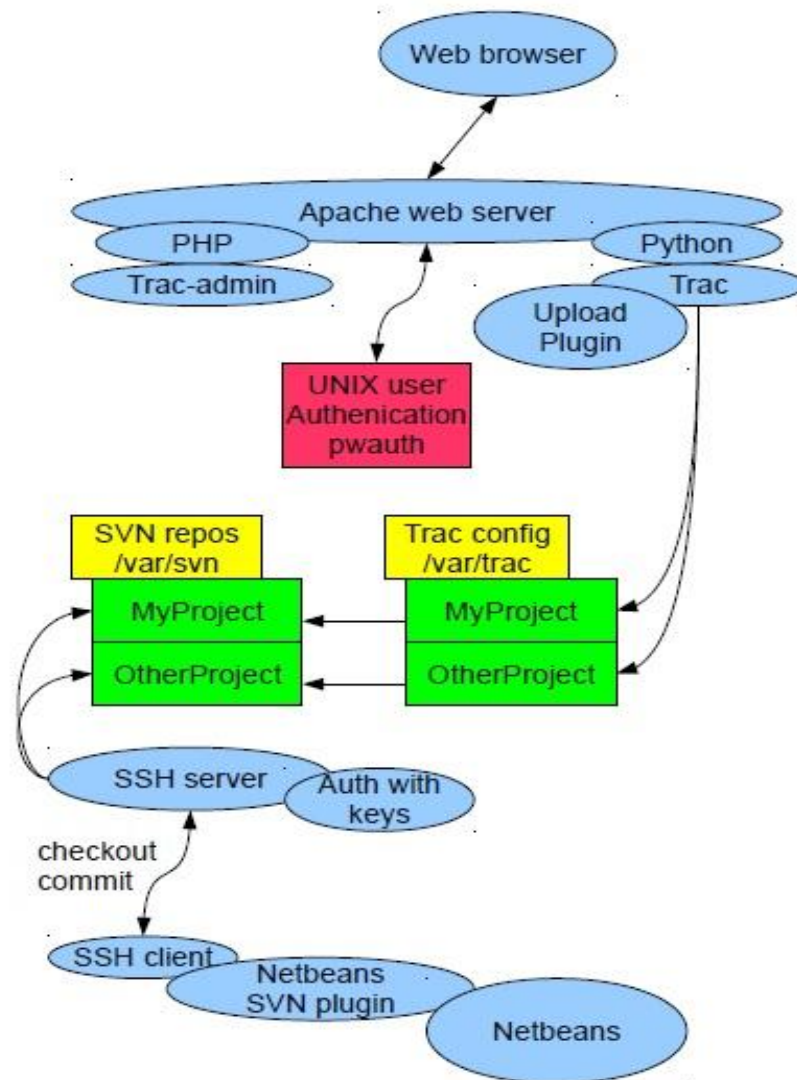 Web browser
Apache web server
PHP
Python
Trac-admin
Trac
Upload
Plugin
UNIX user
Authenication
pwauth
SVN repos
/var/svn
Trac config
/var/trac
MyProject
MyProject
OtherProject
OtherProject
SSH server
Auth with
keys
checkout
commit
SSH client
Netbeans
SVN plugin
Netbeans